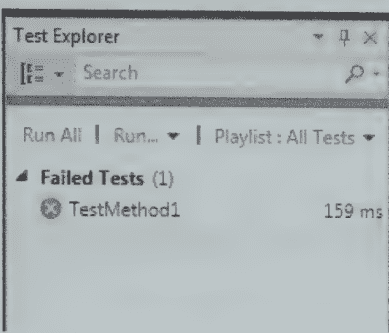 Test Explorer
Search
Run All | Run... | Playlist : All Tests
Failed Tests (1)
TestMethod1 159 ms